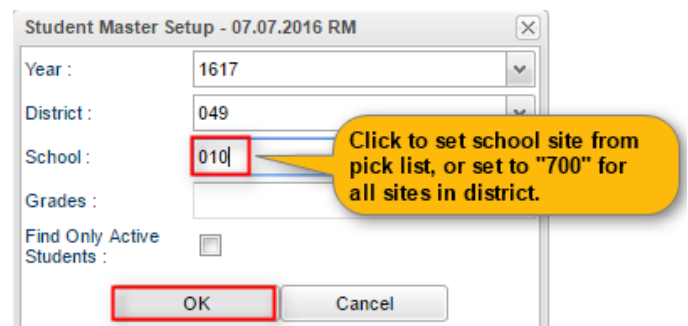 Student Master Setup - 07.07.2016 RM
Year : 1617
District : 049
School : 010
Click to set school site from
pick list, or set to "700" for
all sites in district.
Grades :
Find Only Active
Students :
OK Cancel